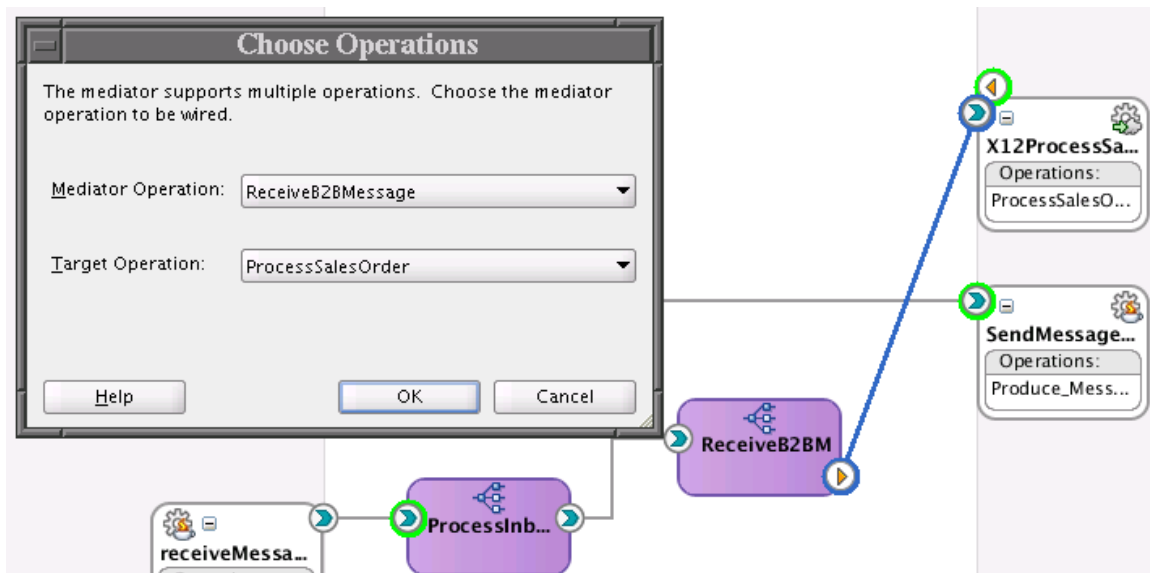 Choose Operations
The mediator supports multiple operations. Choose the mediator
operation to be wired.
Mediator Operation:
ReceiveB2BMessage
Target Operation:
ProcessSalesOrder
Help
OK
Cancel
X12ProcessSa...
Operations:
ProcessSalesO...
SendMessage...
Operations:
Produce_Mess...
ReceiveB2BM
ProcessInb...
receiveMessa...